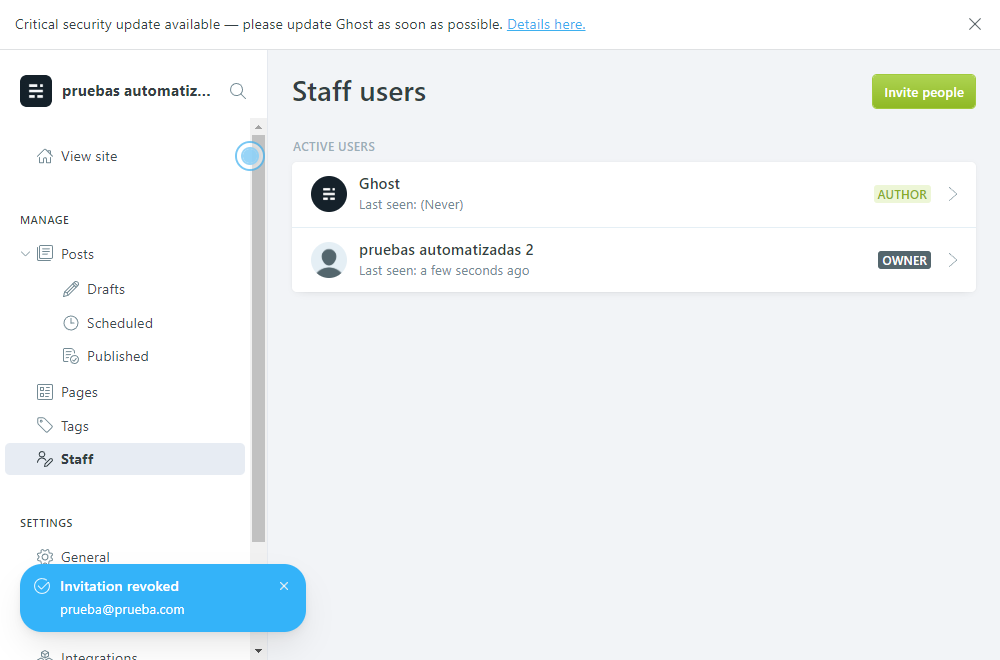 Critical security update available — please update Ghost as soon as possible. Details here.
pruebas automatiz...
View site
MANAGE
Posts
Drafts
Scheduled
Published
Pages
Tags
Staff
SETTINGS
General
Integrations
Invitation revoked
prueba@prueba.com
Staff users
Invite people
ACTIVE USERS
Ghost
Last seen: (Never)
AUTHOR
pruebas automatizadas 2
Last seen: a few seconds ago
OWNER